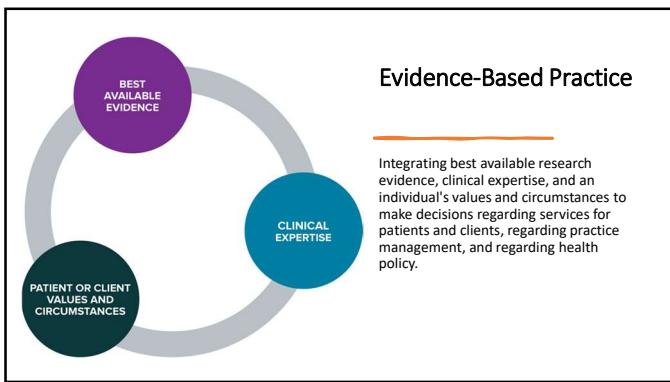 BEST
AVAILABLE
EVIDENCE
CLINICAL
EXPERTISE
PATIENT OR CLIENT
VALUES AND
CIRCUMSTANCES
Evidence-Based Practice
Integrating best available research
evidence, clinical expertise, and an
individual's values and circumstances to
make decisions regarding services for
patients and clients, regarding practice
management, and regarding health
policy.